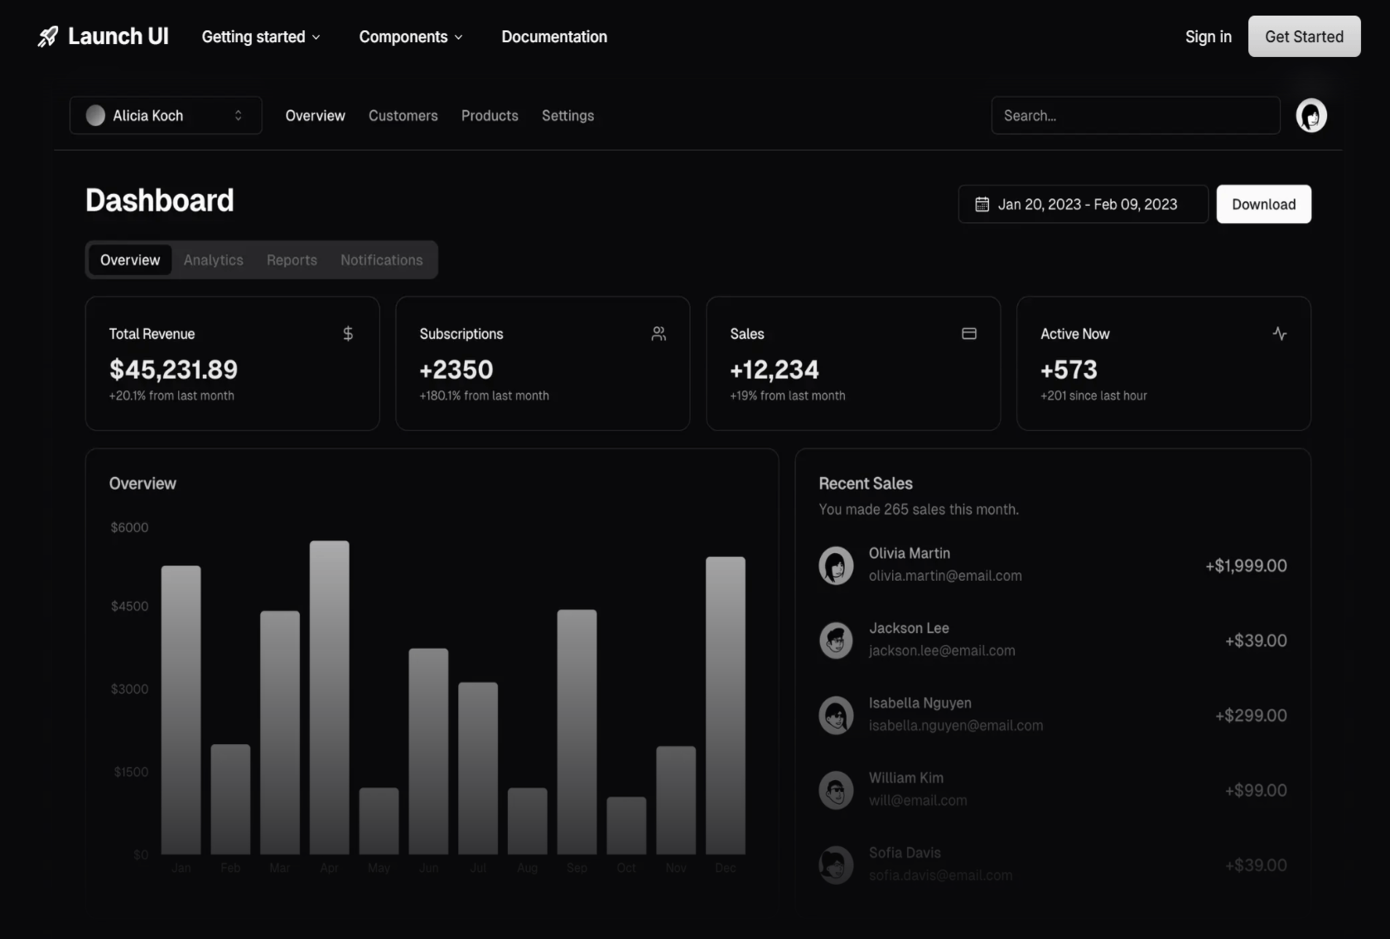 Launch UI
Getting started
Components
Documentation
Sign in
Get Started
Alicia Koch
Overview
Customers
Products
Settings
Search...
Dashboard
Jan 20, 2023 - Feb 09, 2023
Download
Overview
Analytics
Reports
Notifications
Total Revenue
$45,231.89
+20.1% from last month
Subscriptions
+2350
+180.1% from last month
Sales
+12,234
+19% from last month
Active Now
+573
+201 since last hour
Overview
$6000
$4500
$3000
$1500
$0
Jan Feb Mar Apr May Jun Jul Aug Sep Oct Nov Dec
Recent Sales
You made 265 sales this month.
Olivia Martin
olivia.martin@email.com
+$1,999.00
Jackson Lee
jackson.lee@email.com
+$39.00
Isabella Nguyen
isabella.nguyen@email.com
+$299.00
William Kim
will@email.com
+$99.00
Sofia Davis
sofia.davis@email.com
+$39.00